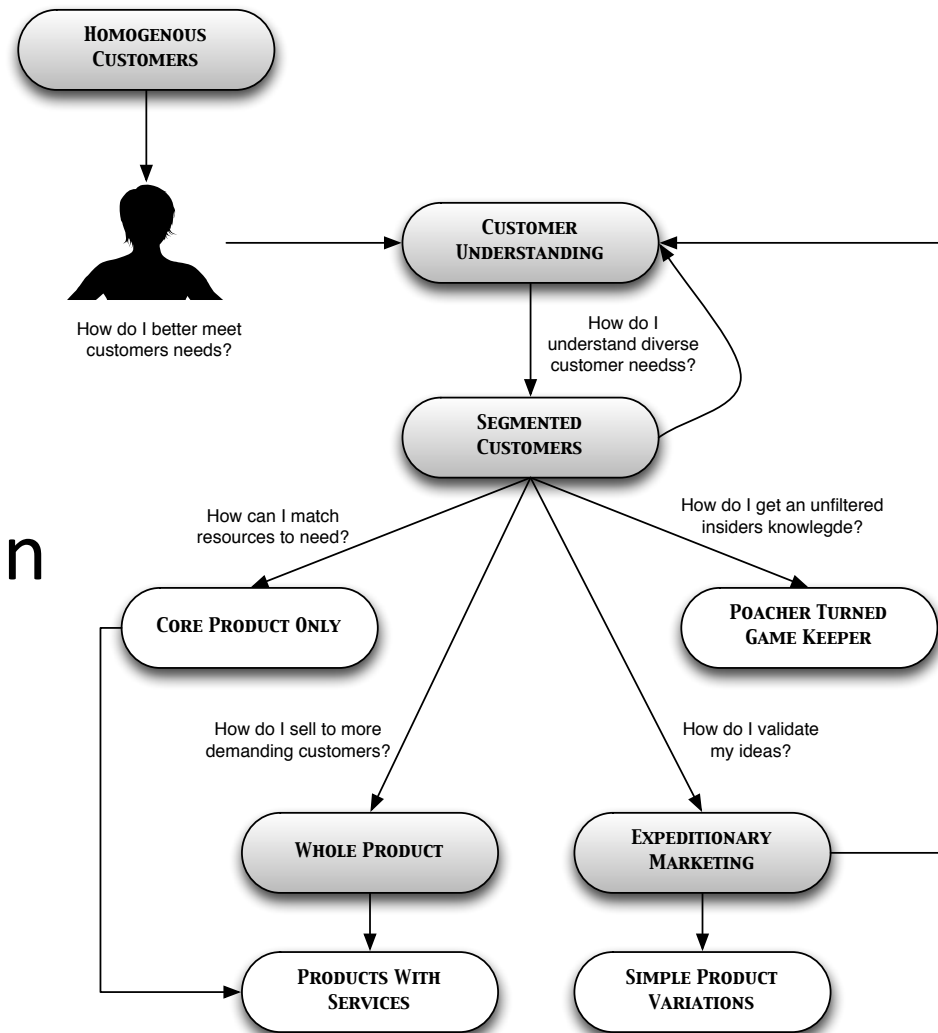 HOMOGENOUS
CUSTOMERS
CUSTOMER
UNDERSTANDING
How do I better meet
customers needs?
How do I
understand diverse
customer needss?
SEGMENTED
CUSTOMERS
How can I match
resources to need?
How do I get an unfiltered
insiders knowlegde?
n
CORE PRODUCT ONLY
POACHER TURNED
GAME KEEPER
How do I sell to more
demanding customers?
How do I validate
my ideas?
WHOLE PRODUCT
EXPEDITIONARY
MARKETING
PRODUCTS WITH
SERVICES
SIMPLE PRODUCT
VARIATIONS